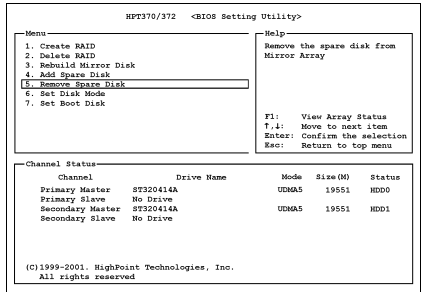 HPT370/372 <BIOS Setting Utility>
Menu
1. Create RAID
2. Delete RAID
3. Rebuild Mirror Disk
4. Add Spare Disk
5. Remove Spare Disk
6. Set Disk Mode
7. Set Boot Disk
Help
Remove the spare disk from
Mirror Array
F1: View Array Status
↑,↓: Move to next item
Enter: Confirm the selection
Esc: Return to top menu
Channel Status
Channel Drive Name Mode Size(M) Status
Primary Master ST320414A UDMA5 19551 HDD0
Primary Slave No Drive
Secondary Master ST320414A UDMA5 19551 HDD1
Secondary Slave No Drive
(C)1999-2001. HighPoint Technologies, Inc.
All rights reserved